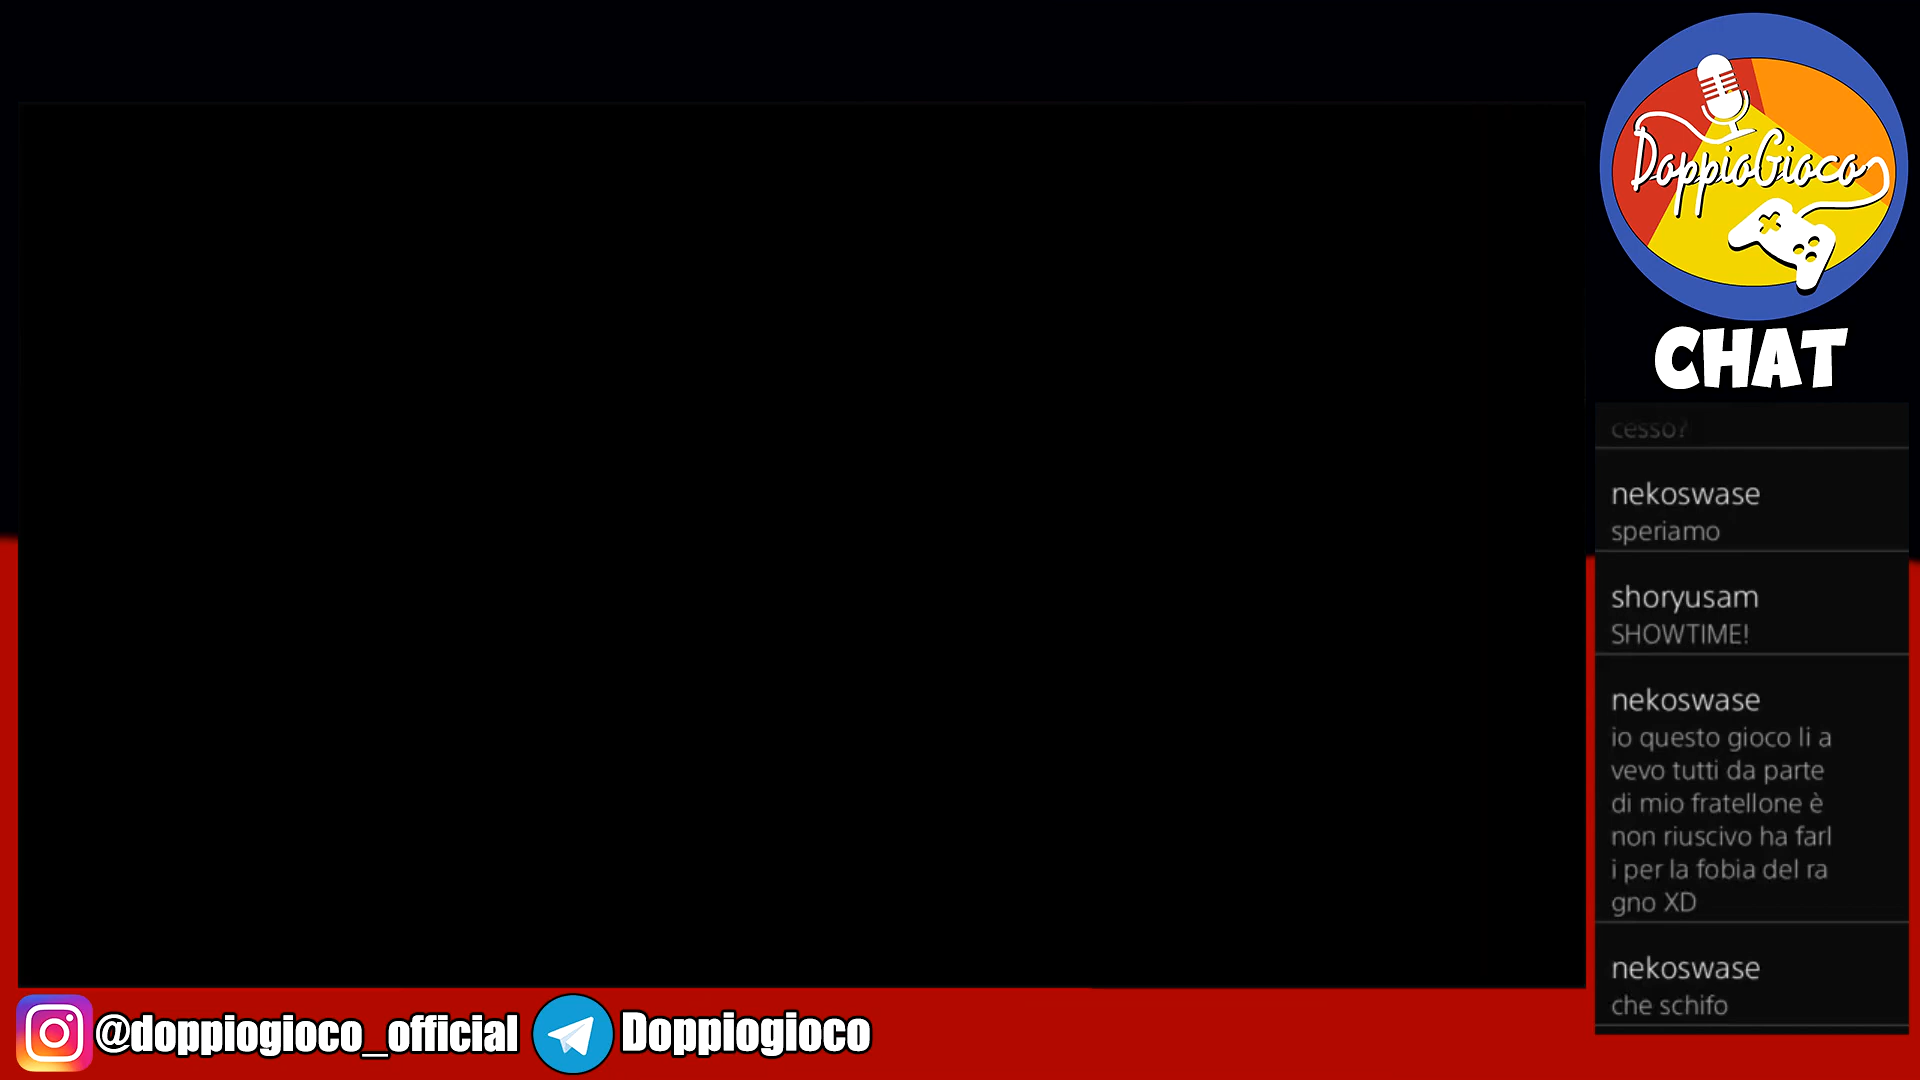 DoppioGioco
CHAT
cesso?
nekoswase
speriamo
shoryusam
SHOWTIME!
nekoswase
io questo gioco li a
vevo tutti da parte
di mio fratellone è
non riuscivo ha farl
i per la fobia del ra
gno XD
nekoswase
che schifo
@doppiogioco_official
Doppiogioco